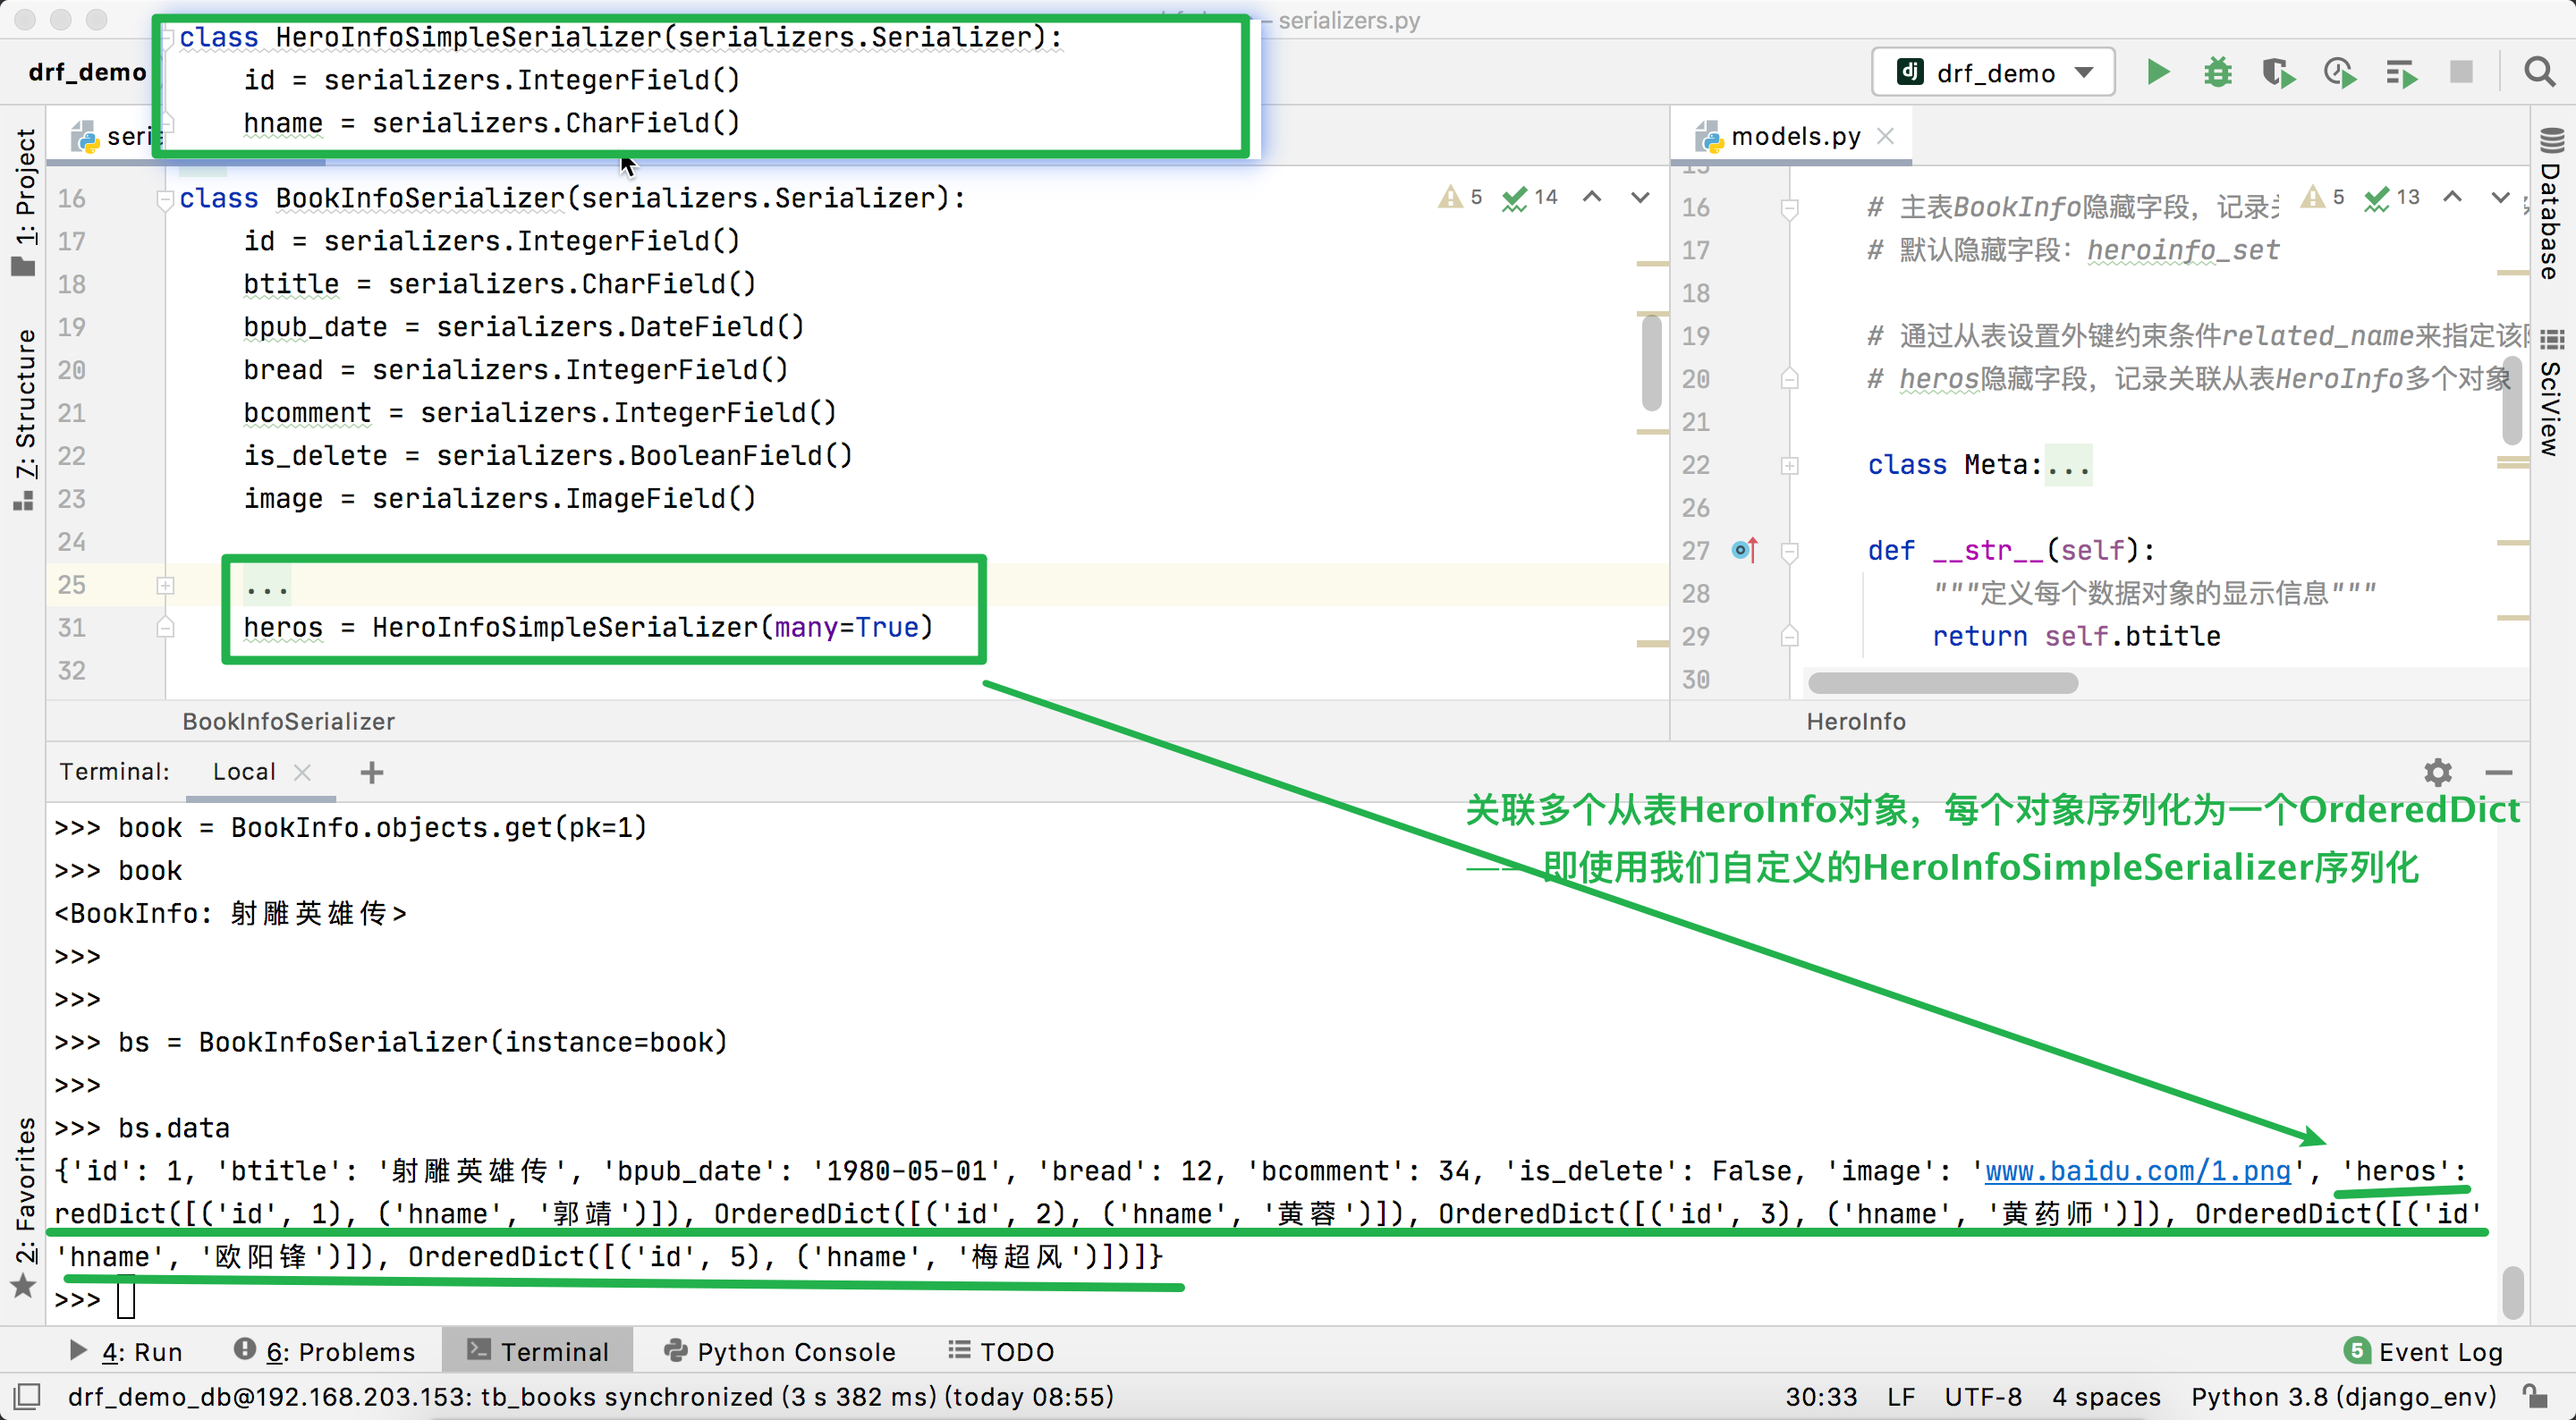 — serializers.py
drf_demo
class HeroInfoSimpleSerializer(serializers.Serializer):
id = serializers.IntegerField()
hname = serializers.CharField()
drf_demo
seria
models.py
1: Project
7: Structure
2: Favorites
Database
SciView
16 class BookInfoSerializer(serializers.Serializer):
5 14
17 id = serializers.IntegerField()
18 btitle = serializers.CharField()
19 bpub_date = serializers.DateField()
20 bread = serializers.IntegerField()
21 bcomment = serializers.IntegerField()
22 is_delete = serializers.BooleanField()
23 image = serializers.ImageField()
24
25 ...
31 heros = HeroInfoSimpleSerializer(many=True)
32
BookInfoSerializer
15
16 # 主表BookInfo隐藏字段，记录
5 13
17 # 默认隐藏字段：heroinfo_set
18
19 # 通过从表设置外键约束条件related_name来指定该
20 # heros隐藏字段，记录关联从表HeroInfo多个对象
21
22 class Meta:...
26
27 def __str__(self):
28 """定义每个数据对象的显示信息"""
29 return self.btitle
30
HeroInfo
Terminal: Local
关联多个从表HeroInfo对象，每个对象序列化为一个OrderedDict
——即使用我们自定义的HeroInfoSimpleSerializer序列化
>>> book = BookInfo.objects.get(pk=1)
>>> book
<BookInfo: 射雕英雄传>
>>>
>>>
>>> bs = BookInfoSerializer(instance=book)
>>>
>>> bs.data
{'id': 1, 'btitle': '射雕英雄传', 'bpub_date': '1980-05-01', 'bread': 12, 'bcomment': 34, 'is_delete': False, 'image': 'www.baidu.com/1.png', 'heros':
redDict([('id', 1), ('hname', '郭靖')]), OrderedDict([('id', 2), ('hname', '黄蓉')]), OrderedDict([('id', 3), ('hname', '黄药师')]), OrderedDict([('id'
'hname', '欧阳锋')]), OrderedDict([('id', 5), ('hname', '梅超风')])]}
>>>
4: Run 6: Problems Terminal Python Console TODO 5 Event Log
drf_demo_db@192.168.203.153: tb_books synchronized (3 s 382 ms) (today 08:55) 30:33 LF UTF-8 4 spaces Python 3.8 (django_env)